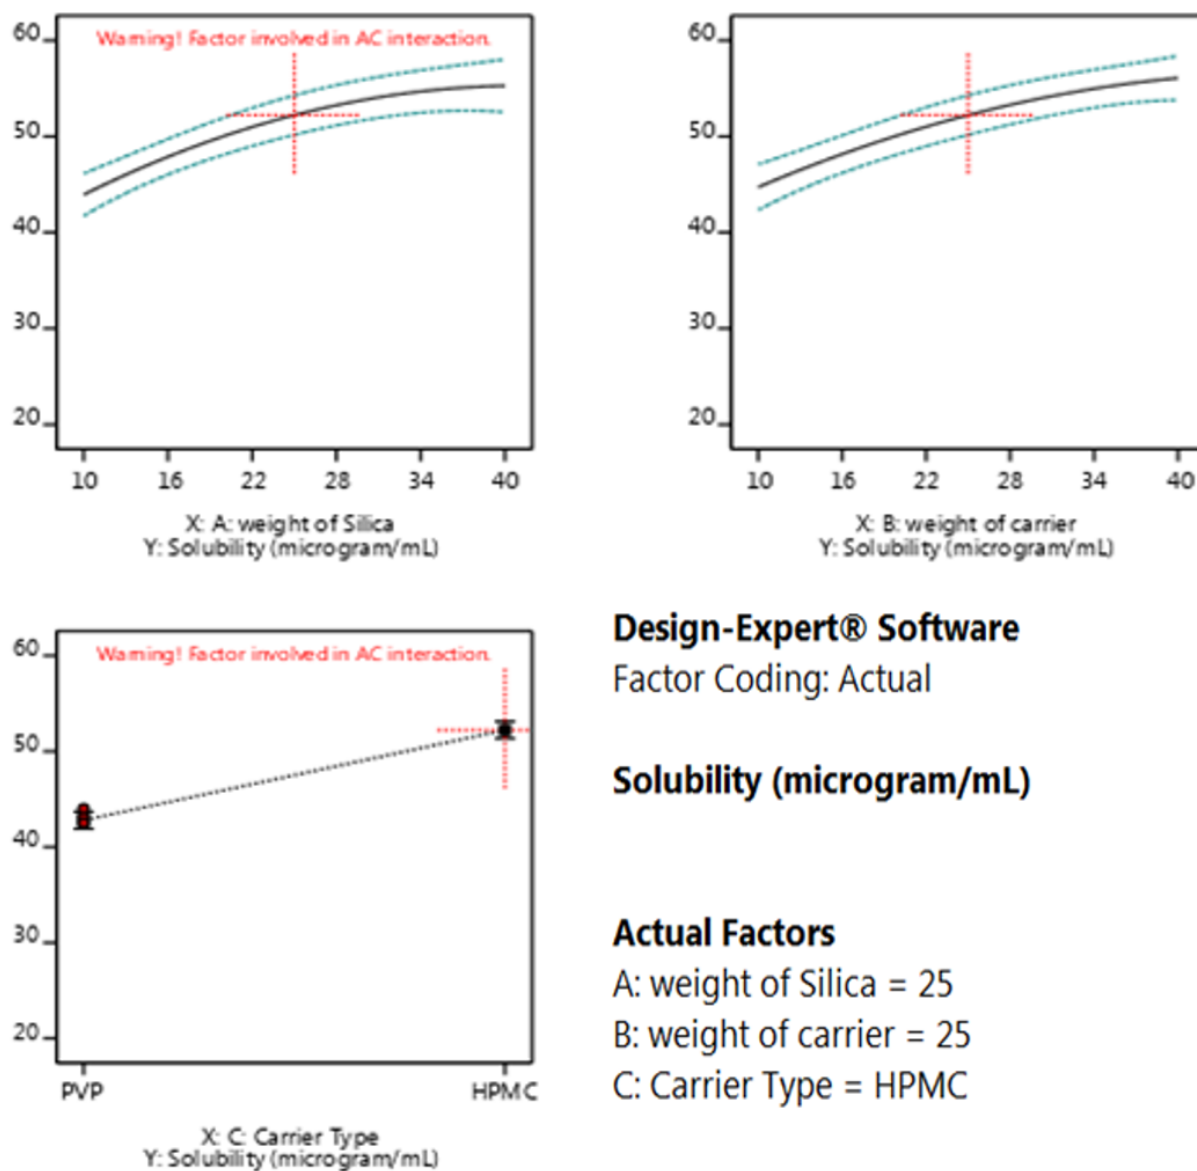 Warning! Factor involved in AC interaction.
60
50
40
30
20
10 16 22 28 34 40
X: A: weight of Silica
Y: Solubility (microgram/mL)
60
50
40
30
20
10 16 22 28 34 40
X: B: weight of carrier
Y: Solubility (microgram/mL)
Warning! Factor involved in AC interaction.
60
50
40
30
20
PVP HPMC
X: C: Carrier Type
Y: Solubility (microgram/mL)
Design-Expert® Software
Factor Coding: Actual
Solubility (microgram/mL)
Actual Factors
A: weight of Silica = 25
B: weight of carrier = 25
C: Carrier Type = HPMC